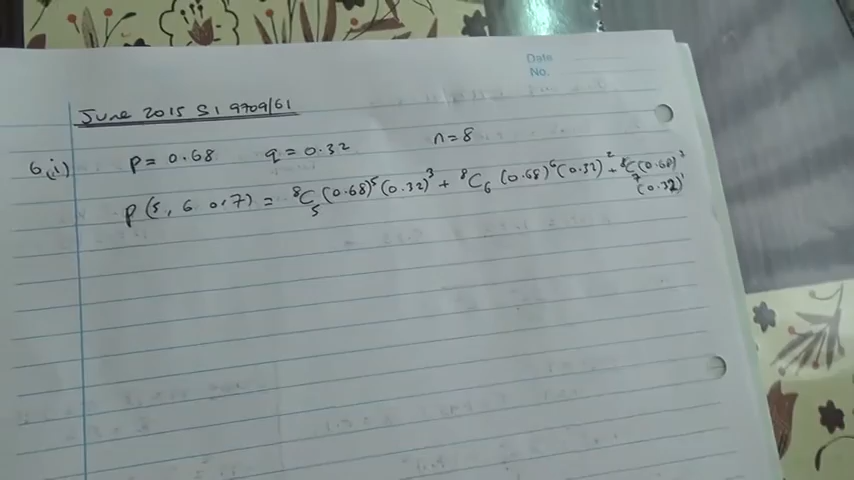 Date
No.
June 2015 S1 9709/61
6(i) p = 0.68 q = 0.32 n = 8
P(5, 6 or 7) = ⁸C₅ (0.68)⁵ (0.32)³ + ⁸C₆ (0.68)⁶ (0.32)² + ⁸C₇ (0.68)⁷
(0.32)¹